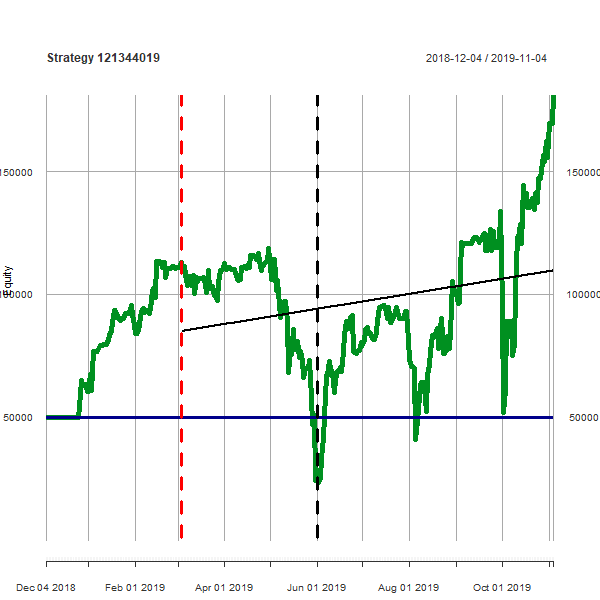 Strategy 121344019
2018-12-04 / 2019-11-04
150000
150000
equity
100000
100000
50000
50000
Dec 04 2018
Feb 01 2019
Apr 01 2019
Jun 01 2019
Aug 01 2019
Oct 01 2019